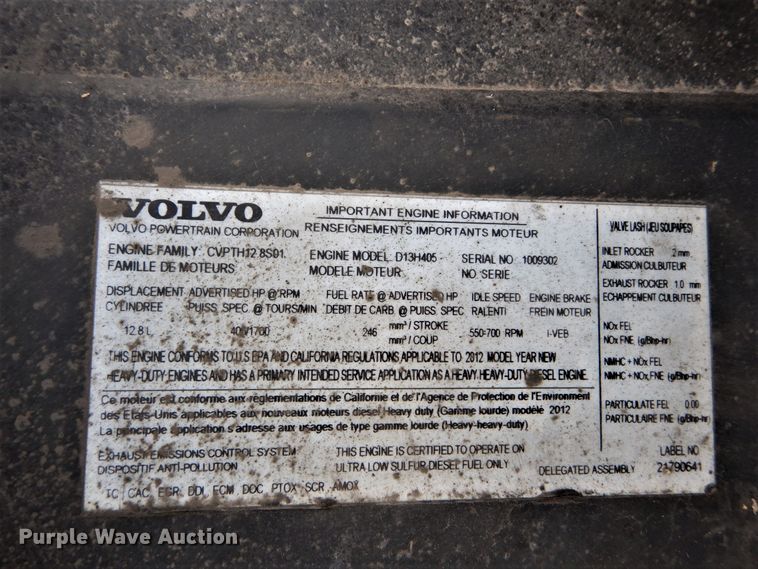 VOLVO
VOLVO POWERTRAIN CORPORATION
IMPORTANT ENGINE INFORMATION
RENSEIGNEMENTS IMPORTANTS MOTEUR
ENGINE FAMILY: CVPTH12.8S01
FAMILLE DE MOTEURS
ENGINE MODEL: D13H405
MODELE MOTEUR
SERIAL NO 1009302
NO SERIE
DISPLACEMENT
CYLINDREE
12.8 L
ADVERTISED HP @ RPM
PUISS. SPEC @ TOURS/MIN
FUEL RATE @ ADVERTISED HP
DEBIT DE CARB @ PUISS. SPEC
246 mm³ / STROKE
mm³ / COUP
IDLE SPEED
RALENTI
550-700 RPM
ENGINE BRAKE
FREIN MOTEUR
I-VEB
THIS ENGINE CONFORMS TO U.S EPA AND CALIFORNIA REGULATIONS APPLICABLE TO 2012 MODEL YEAR NEW
HEAVY-DUTY ENGINES AND HAS A PRIMARY INTENDED SERVICE APPLICATION AS A HEAVY HEAVY-DUTY DIESEL ENGINE
Ce moteur est conforme aux règlementations de Californie et de l'Agence de Protection de l'Environment
des Etats-Unis applicables aux nouveaux moteurs diesel Heavy duty (Gamme lourde) modèle 2012
La principale application s'adresse aux usages de type gamme lourde (Heavy-heavy-duty)
EXHAUST EMISSIONS CONTROL SYSTEM
DISPOSITIF ANTI-POLLUTION
TC CAC EGR DDI ECM DOC PTOX SCR AMOX
THIS ENGINE IS CERTIFIED TO OPERATE ON
ULTRA LOW SULFUR DIESEL FUEL ONLY
DELEGATED ASSEMBLY
LABEL NO
21790641
VALVE LASH (JEU SOUPAPES)
INLET ROCKER .2 mm
ADMISSION CULBUTEUR
EXHAUST ROCKER 1.0 mm
ECHAPPEMENT CULBUTEUR
NOx FEL
NOx FNE (g/Bhp-hr)
NMHC + NOx FEL
NMHC + NOx FNE (g/Bhp-hr)
PARTICULATE FEL 0.00
PARTICULAIRE FNE (g/Bhp-hr)
Purple Wave Auction